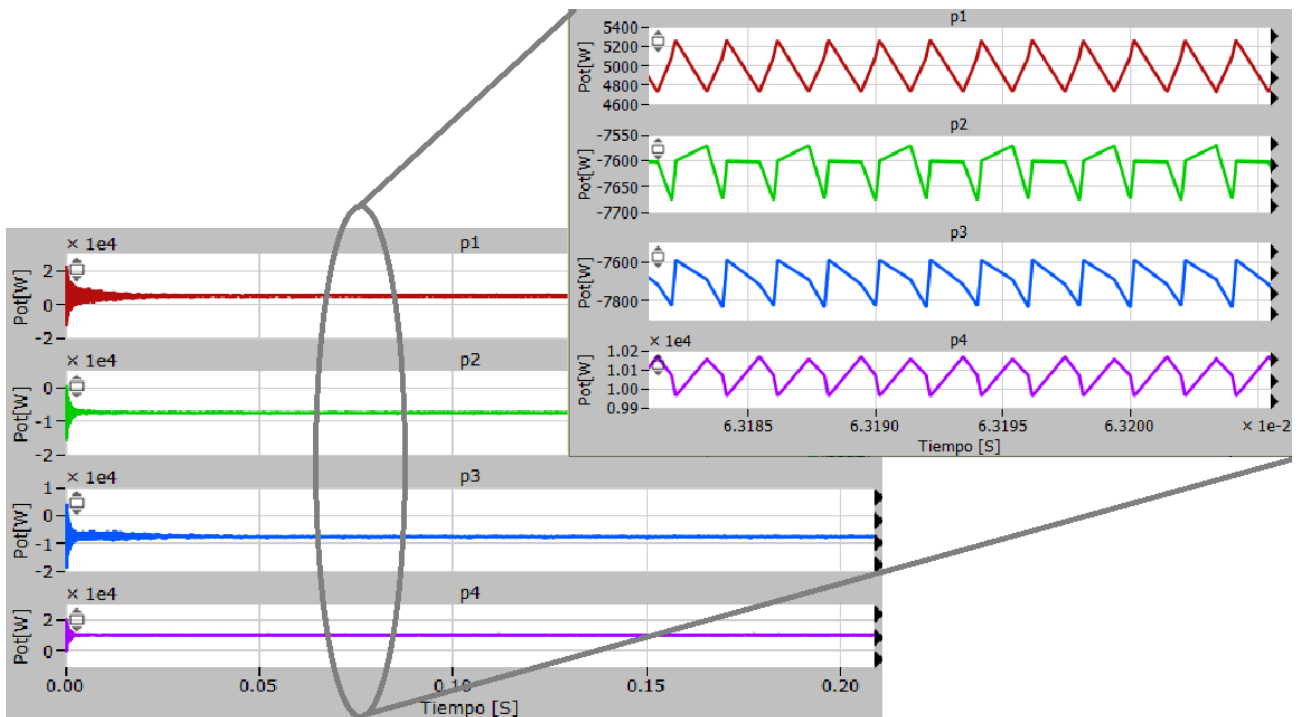 p1
Pot[W]
5400
5200
5000
4800
4600
p2
Pot[W]
-7550
-7600
-7650
-7700
p3
Pot[W]
-7600
-7800
× 1e4
p4
Pot[W]
1.02
1.01
1.00
0.99
6.3185 6.3190 6.3195 6.3200 × 1e-2
Tiempo [S]
× 1e4
p1
Pot[W]
2
0
-2
× 1e4
p2
Pot[W]
0
-1
-2
× 1e4
p3
Pot[W]
1
0
-1
-2
× 1e4
p4
Pot[W]
2
0
0.00 0.05 0.10 0.15 0.20
Tiempo [S]